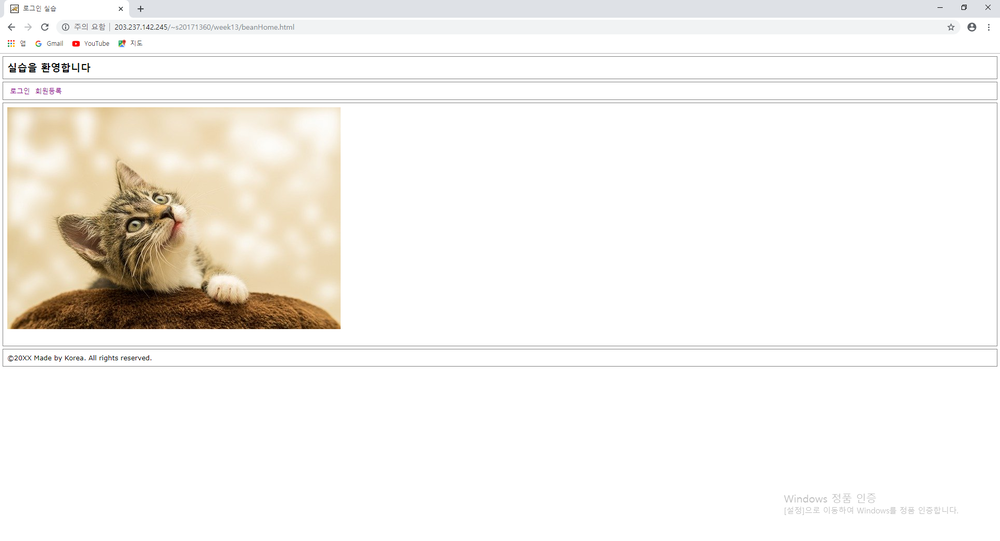 로그인 실습
주의 요함 | 203.237.142.245/~s20171360/week13/beanHome.html
앱 Gmail YouTube 지도
실습을 환영합니다
로그인 회원등록
©20XX Made by Korea. All rights reserved.
Windows 정품 인증
[설정]으로 이동하여 Windows를 정품 인증합니다.